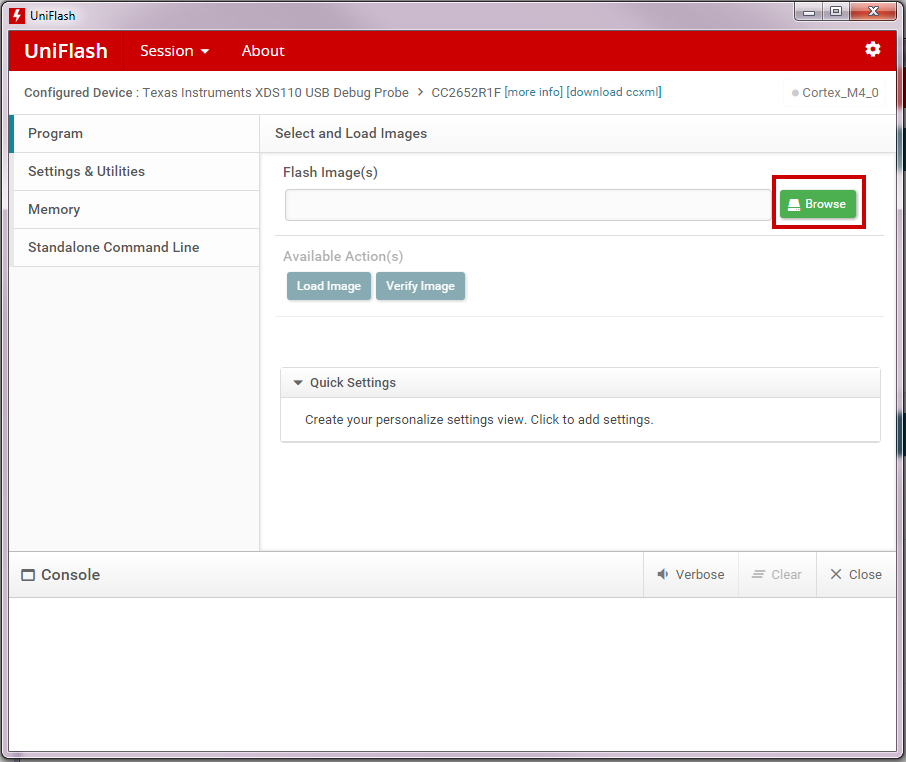 UniFlash
UniFlash Session About
Configured Device : Texas Instruments XDS110 USB Debug Probe > CC2652R1F [more info] [download ccxml] Cortex_M4_0
Program
Settings & Utilities
Memory
Standalone Command Line
Select and Load Images
Flash Image(s)
Browse
Available Action(s)
Load Image Verify Image
Quick Settings
Create your personalize settings view. Click to add settings.
Console Verbose Clear Close